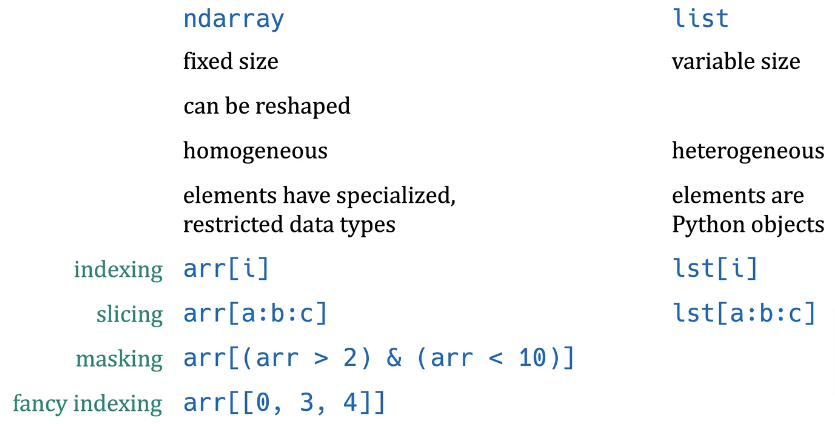 ndarray list
fixed size variable size
can be reshaped
homogeneous heterogeneous
elements have specialized, elements are
restricted data types Python objects
indexing arr[i] lst[i]
slicing arr[a:b:c] lst[a:b:c]
masking arr[(arr > 2) & (arr < 10)]
fancy indexing arr[[0, 3, 4]]